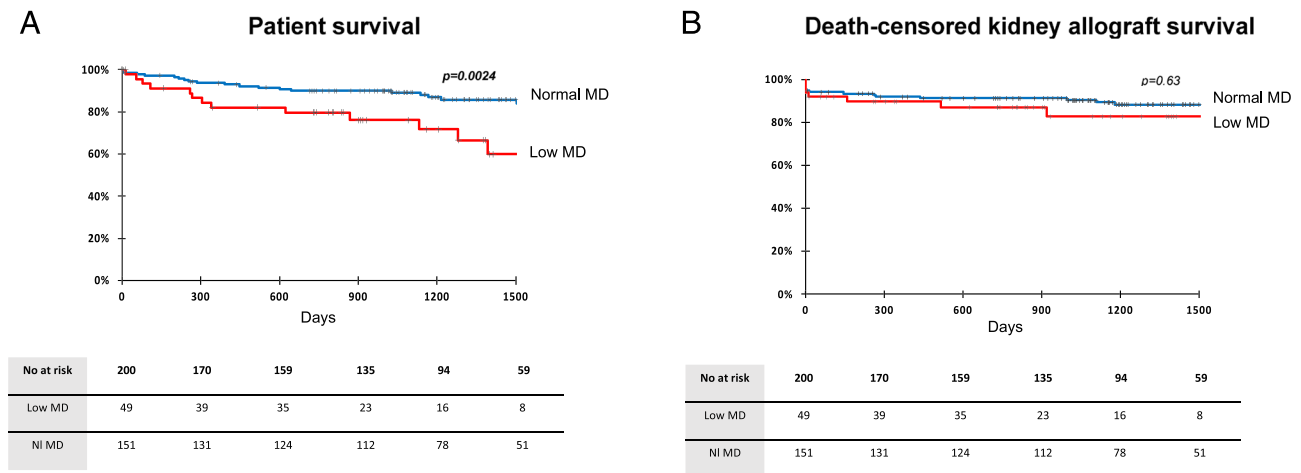 A
Patient survival
100%
80%
60%
40%
20%
0%
p=0.0024
Normal MD
Low MD
0 300 600 900 1200 1500
Days
No at risk 200 170 159 135 94 59
Low MD 49 39 35 23 16 8
Nl MD 151 131 124 112 78 51
B
Death-censored kidney allograft survival
100%
80%
60%
40%
20%
0%
p=0.63
Normal MD
Low MD
0 300 600 900 1200 1500
Days
No at risk 200 170 159 135 94 59
Low MD 49 39 35 23 16 8
Nl MD 151 131 124 112 78 51